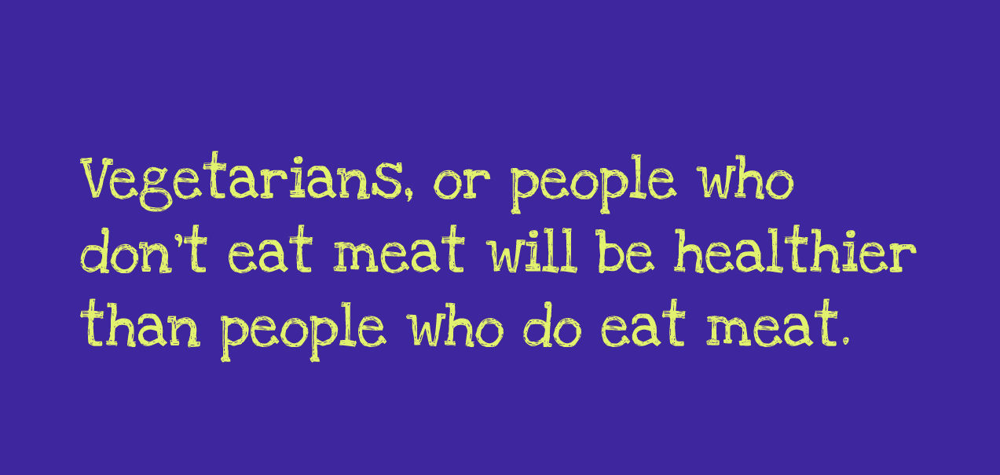 Vegetarians, or people who
don't eat meat will be healthier
than people who do eat meat.